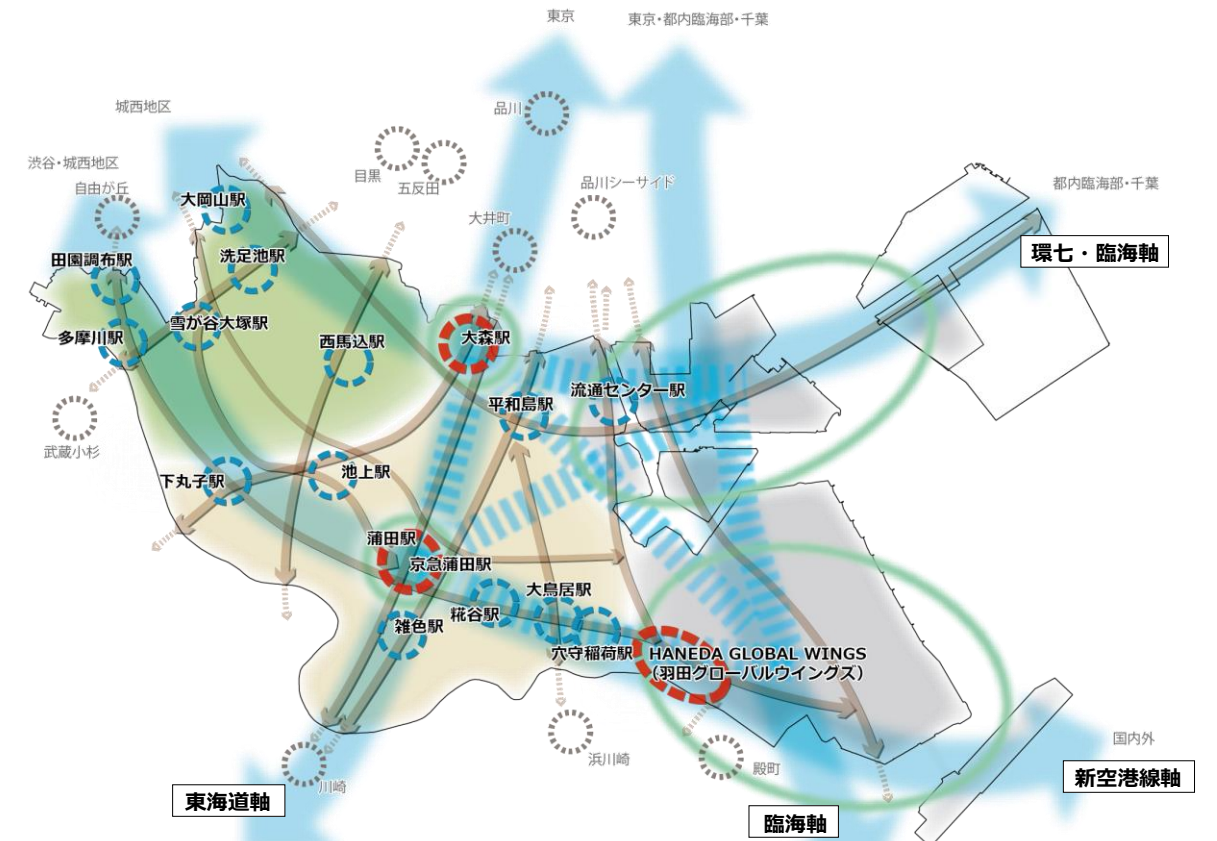 東京
東京・都内臨海部・千葉
城西地区
品川
渋谷・城西地区
自由が丘
目黒
五反田
品川シーサイド
都内臨海部・千葉
大岡山駅
大井町
環七・臨海軸
田園調布駅
洗足池駅
多摩川駅
雪が谷大塚駅
西馬込駅
大森駅
流通センター駅
平和島駅
武蔵小杉
下丸子駅
池上駅
蒲田駅
京急蒲田駅
大鳥居駅
糀谷駅
雑色駅
穴守稲荷駅
HANEDA GLOBAL WINGS
（羽田グローバルウイングズ）
国内外
浜川崎
殿町
新空港線軸
川崎
東海道軸
臨海軸